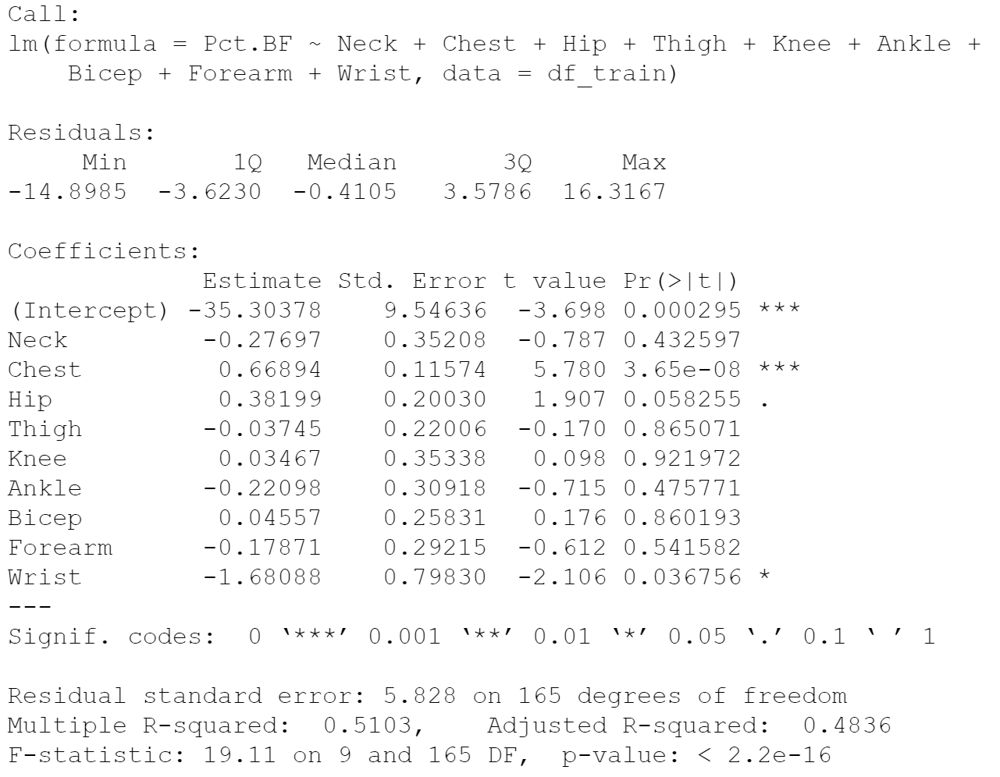 Call:
lm(formula = Pct.BF ~ Neck + Chest + Hip + Thigh + Knee + Ankle +
    Bicep + Forearm + Wrist, data = df_train)

Residuals:
     Min       1Q   Median       3Q      Max
-14.8985  -3.6230  -0.4105   3.5786  16.3167

Coefficients:
             Estimate Std. Error t value Pr(>|t|)
(Intercept) -35.30378    9.54636  -3.698 0.000295 ***
Neck         -0.27697    0.35208  -0.787 0.432597
Chest         0.66894    0.11574   5.780 3.65e-08 ***
Hip           0.38199    0.20030   1.907 0.058255 .
Thigh        -0.03745    0.22006  -0.170 0.865071
Knee          0.03467    0.35338   0.098 0.921972
Ankle        -0.22098    0.30918  -0.715 0.475771
Bicep         0.04557    0.25831   0.176 0.860193
Forearm      -0.17871    0.29215  -0.612 0.541582
Wrist        -1.68088    0.79830  -2.106 0.036756 *
---
Signif. codes:  0 ‘***’ 0.001 ‘**’ 0.01 ‘*’ 0.05 ‘.’ 0.1 ‘ ’ 1

Residual standard error: 5.828 on 165 degrees of freedom
Multiple R-squared:  0.5103,    Adjusted R-squared:  0.4836
F-statistic: 19.11 on 9 and 165 DF,  p-value: < 2.2e-16